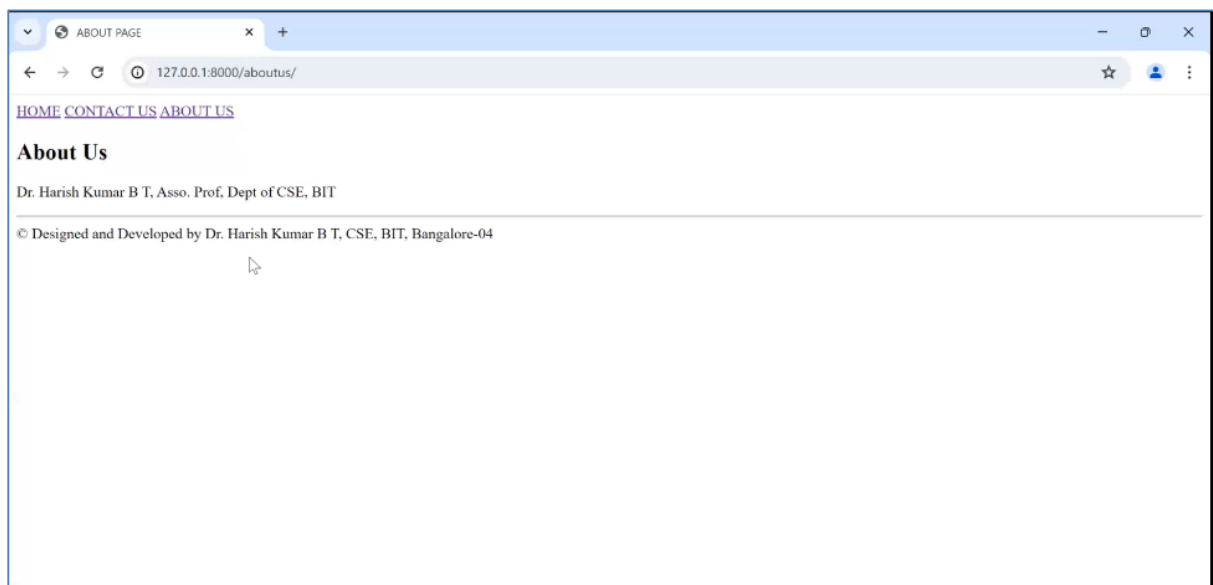 ABOUT PAGE
127.0.0.1:8000/aboutus/
HOME CONTACT US ABOUT US
About Us
Dr. Harish Kumar B T, Asso. Prof, Dept of CSE, BIT
© Designed and Developed by Dr. Harish Kumar B T, CSE, BIT, Bangalore-04